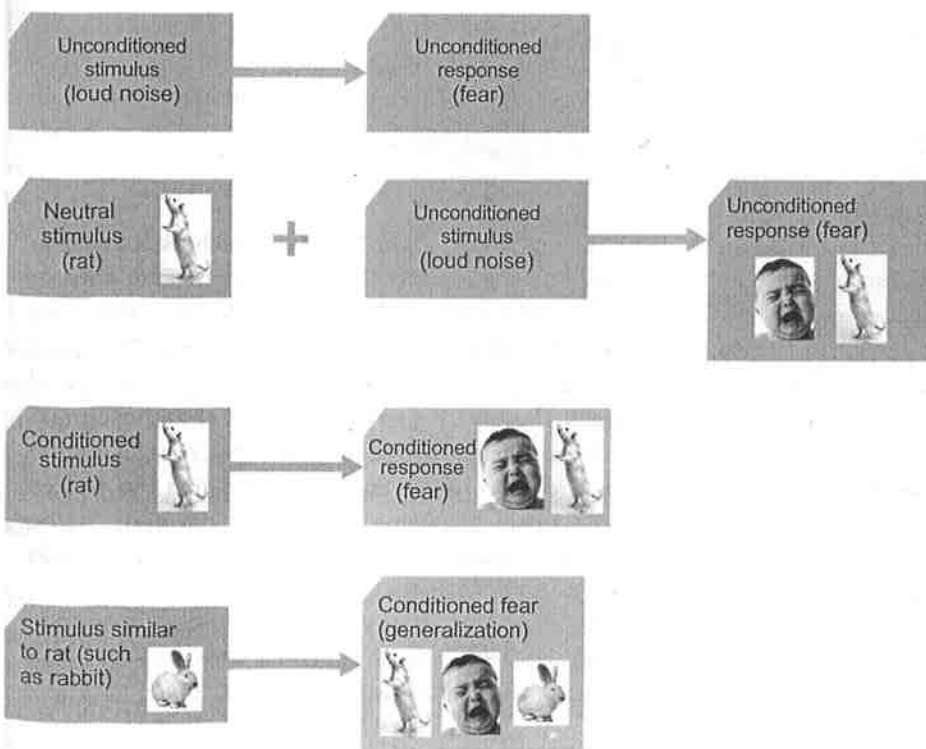 Unconditioned
stimulus
(loud noise)
Unconditioned
response
(fear)
Neutral
stimulus
(rat)
+
Unconditioned
stimulus
(loud noise)
Unconditioned
response (fear)
Conditioned
stimulus
(rat)
Conditioned
response
(fear)
Stimulus similar
to rat (such
as rabbit)
Conditioned fear
(generalization)